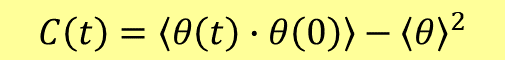 C(t) = ⟨θ(t) · θ(0)⟩ − ⟨θ⟩²